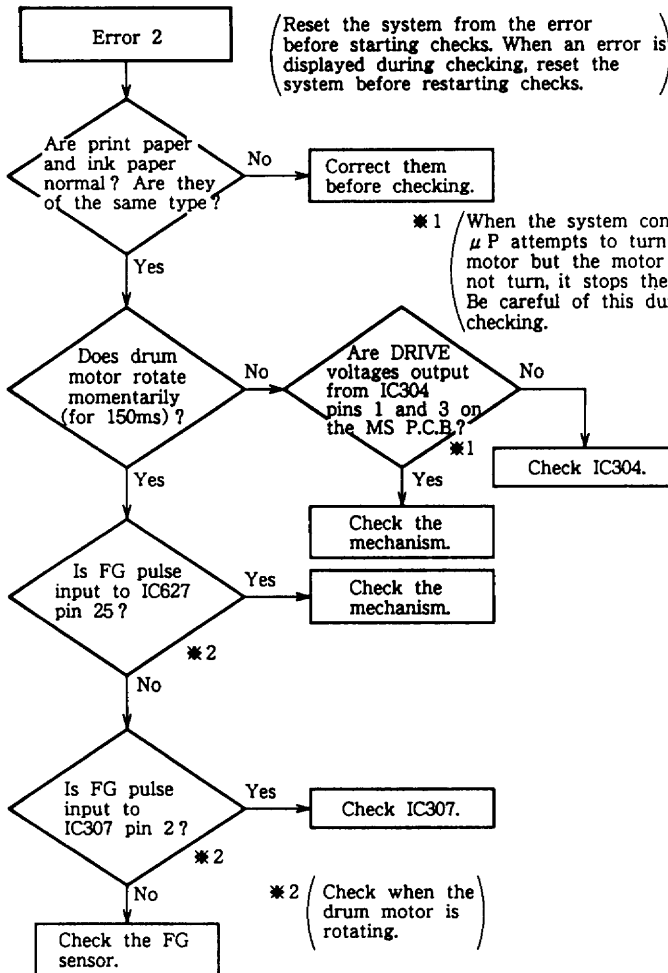 Error 2
Reset the system from the error
before starting checks. When an error is
displayed during checking, reset the
system before restarting checks.
Are print paper
and ink paper
normal? Are they
of the same type?
No
Correct them
before checking.
Yes
※1
When the system con
μP attempts to turn
motor but the motor
not turn, it stops the
Be careful of this du
checking.
Does drum
motor rotate
momentarily
(for 150ms)?
No
Are DRIVE
voltages output
from IC304
pins 1 and 3 on
the MS P.C.B.?
※1
No
Check IC304.
Yes
Check the
mechanism.
Yes
Is FG pulse
input to IC627
pin 25?
※2
Yes
Check the
mechanism.
No
Is FG pulse
input to
IC307 pin 2?
※2
Yes
Check IC307.
No
Check the FG
sensor.
※2
Check when the
drum motor is
rotating.